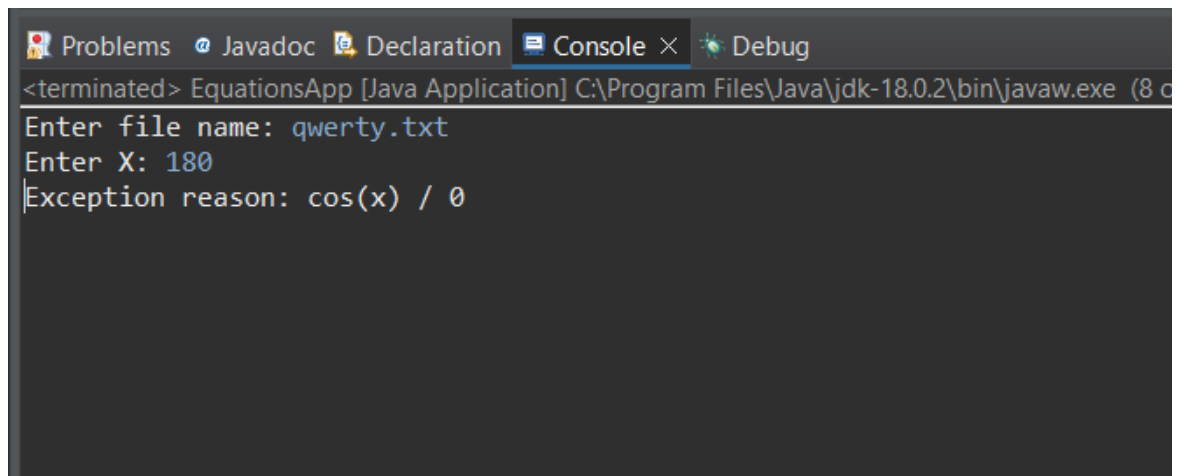 Problems @ Javadoc Declaration Console × Debug
<terminated> EquationsApp [Java Application] C:\Program Files\Java\jdk-18.0.2\bin\javaw.exe (8
Enter file name: qwerty.txt
Enter X: 180
Exception reason: cos(x) / 0